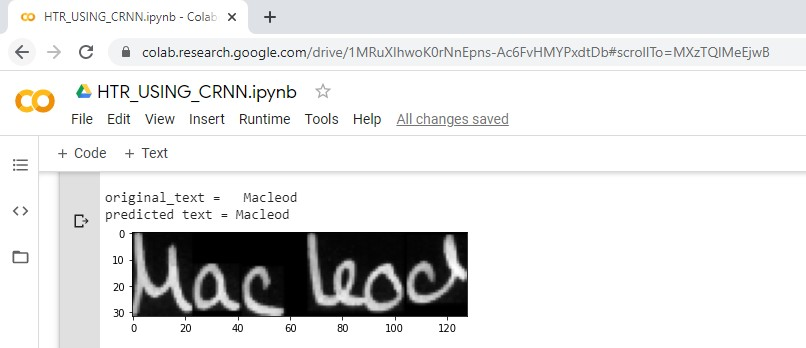 HTR_USING_CRNN.ipynb - Colab
colab.research.google.com/drive/1MRuXIhwoK0rNnEpns-Ac6FvHMYPxdtDb#scrollTo=MXzTQIMeEjwB
HTR_USING_CRNN.ipynb
File Edit View Insert Runtime Tools Help All changes saved
+ Code + Text
original_text = Macleod
predicted text = Macleod
0
10
20
30
Mac leod
0 20 40 60 80 100 120